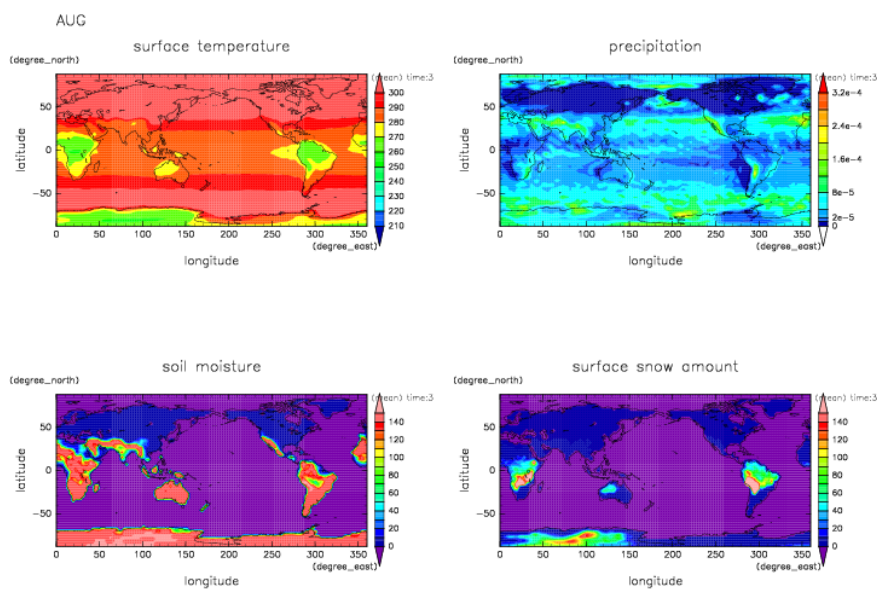 AUG
surface temperature
(degree_north)
(mean) time:3
50
0
−50
latitude
0 50 100 150 200 250 300 350
(degree_east)
longitude
300
290
280
270
260
250
240
230
220
210
precipitation
(degree_north)
(mean) time:3
50
0
−50
latitude
0 50 100 150 200 250 300 350
(degree_east)
longitude
3.2e−4
2.4e−4
1.6e−4
8e−5
2e−5
0
soil moisture
(degree_north)
(mean) time:3
50
0
−50
latitude
0 50 100 150 200 250 300 350
(degree_east)
longitude
140
120
100
80
60
40
20
0
surface snow amount
(degree_north)
(mean) time:3
50
0
−50
latitude
0 50 100 150 200 250 300 350
(degree_east)
longitude
140
120
100
80
60
40
20
0